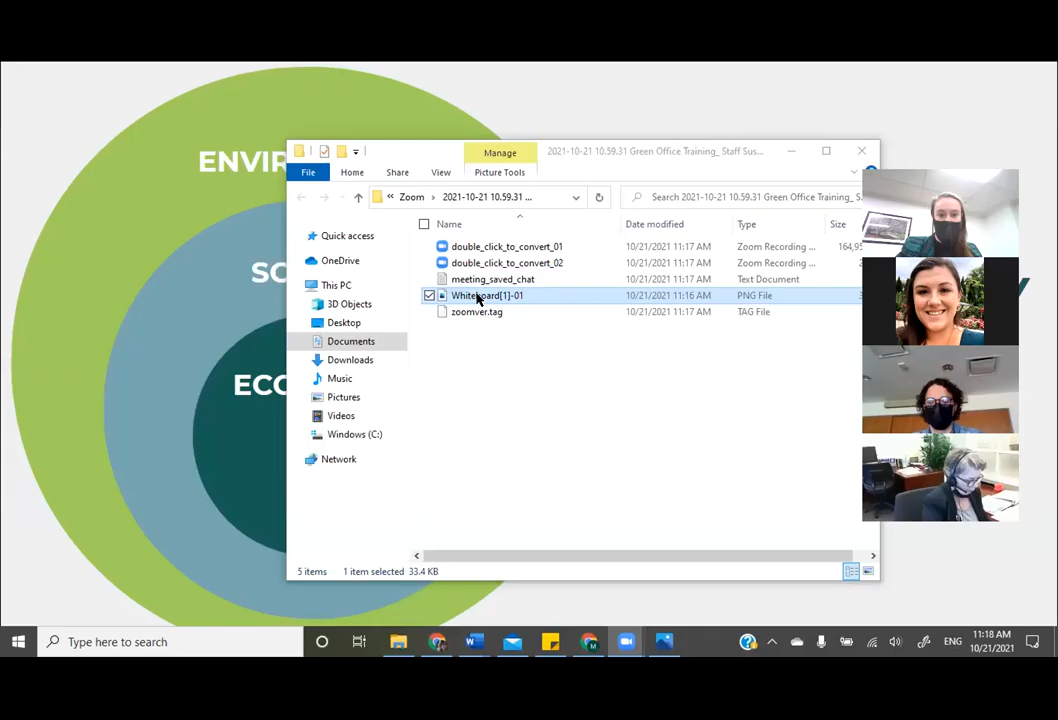 ENVIR
SO
ECO
Manage
2021-10-21 10.59.31 Green Office Training_ Staff Sus...
File
Home
Share
View
Picture Tools
« Zoom › 2021-10-21 10.59.31 ...
Search 2021-10-21 10.59.31 Green Office Training_ S
Name
Date modified
Type
Size
double_click_to_convert_01 10/21/2021 11:17 AM Zoom Recording ... 164,9
double_click_to_convert_02 10/21/2021 11:17 AM Zoom Recording ...
meeting_saved_chat 10/21/2021 11:17 AM Text Document
Whiteboard[1]-01 10/21/2021 11:16 AM PNG File 3
zoomver.tag 10/21/2021 11:17 AM TAG File
Quick access
OneDrive
This PC
3D Objects
Desktop
Documents
Downloads
Music
Pictures
Videos
Windows (C:)
Network
5 items 1 item selected 33.4 KB
Type here to search
ENG
11:18 AM
10/21/2021